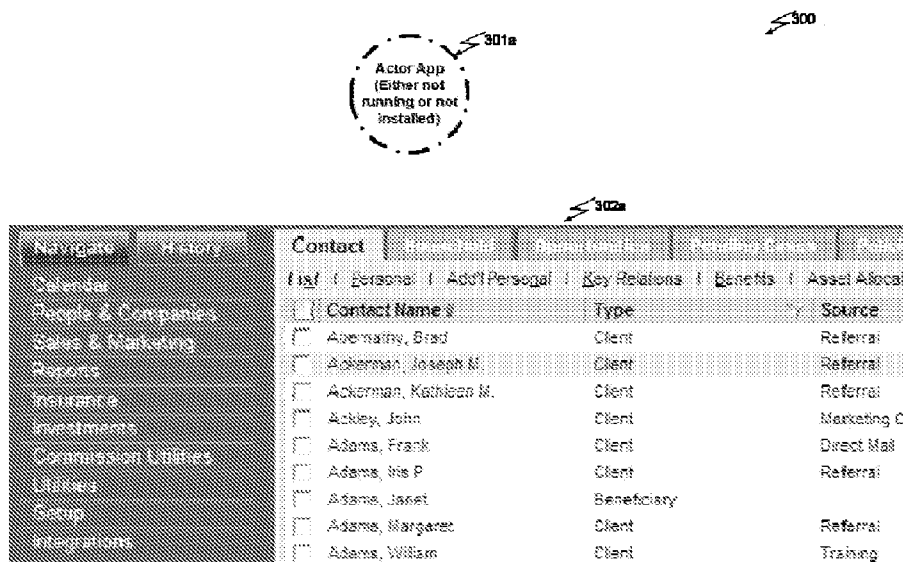 300
301a
Actor App
(Either not
running or not
installed)
302a
Navigate History
Contact Household
List | Personal | Add'l Personal | Key Relations | Benefits | Asset Allocat
Contact Name Type Source
Abernathy, Brad Client Referral
Ackerman, Joseph M. Client Referral
Ackerman, Kathleen M. Client Referral
Ackley, John Client Marketing C
Adams, Frank Client Direct Mail
Adams, Iris P Client Referral
Adams, Janet Beneficiary
Adams, Margaret Client Referral
Adams, William Client Training
Calendar
People & Companies
Sales & Marketing
Reports
Insurance
Investments
Commission Utilities
Utilities
Setup
Integrations